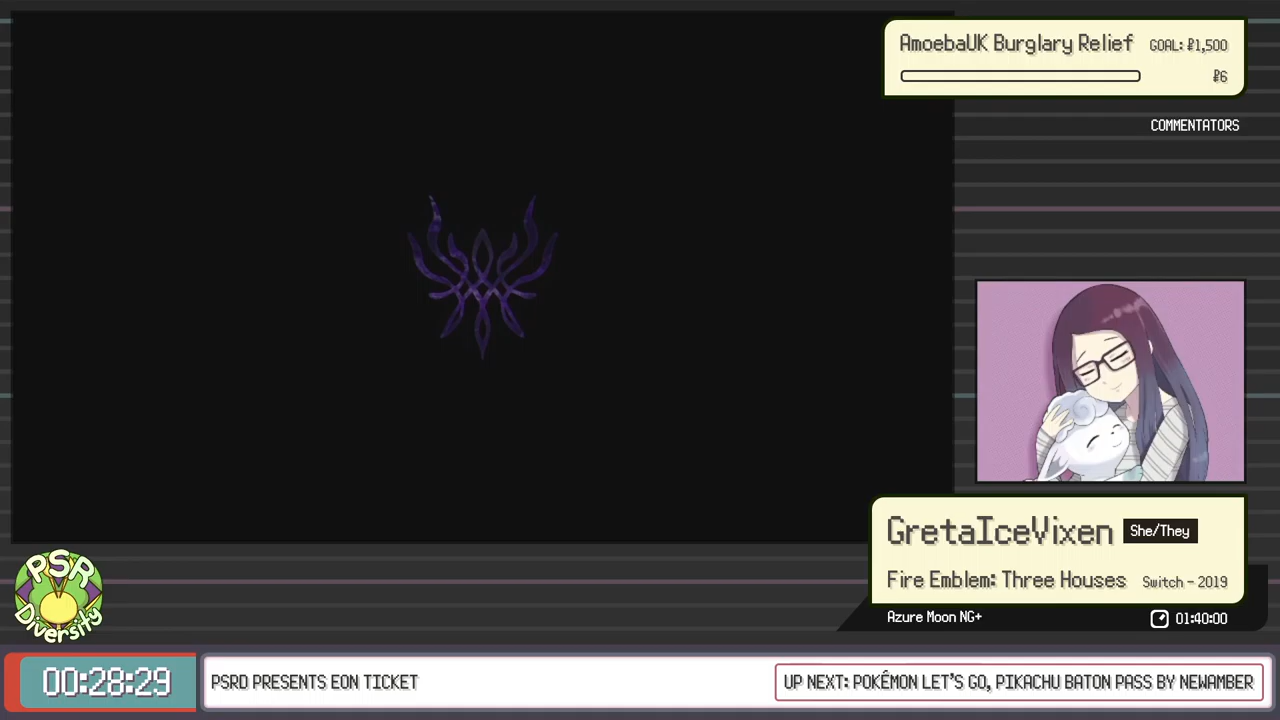 AmoebaUK Burglary Relief GOAL: ₽1,500
₽6
COMMENTATORS
GretaIceVixen She/They
Fire Emblem: Three Houses Switch - 2019
Azure Moon NG+ 01:40:00
PSR
Diversity
00:28:29 PSRD PRESENTS EON TICKET UP NEXT: POKÉMON LET'S GO, PIKACHU BATON PASS BY NEWAMBER